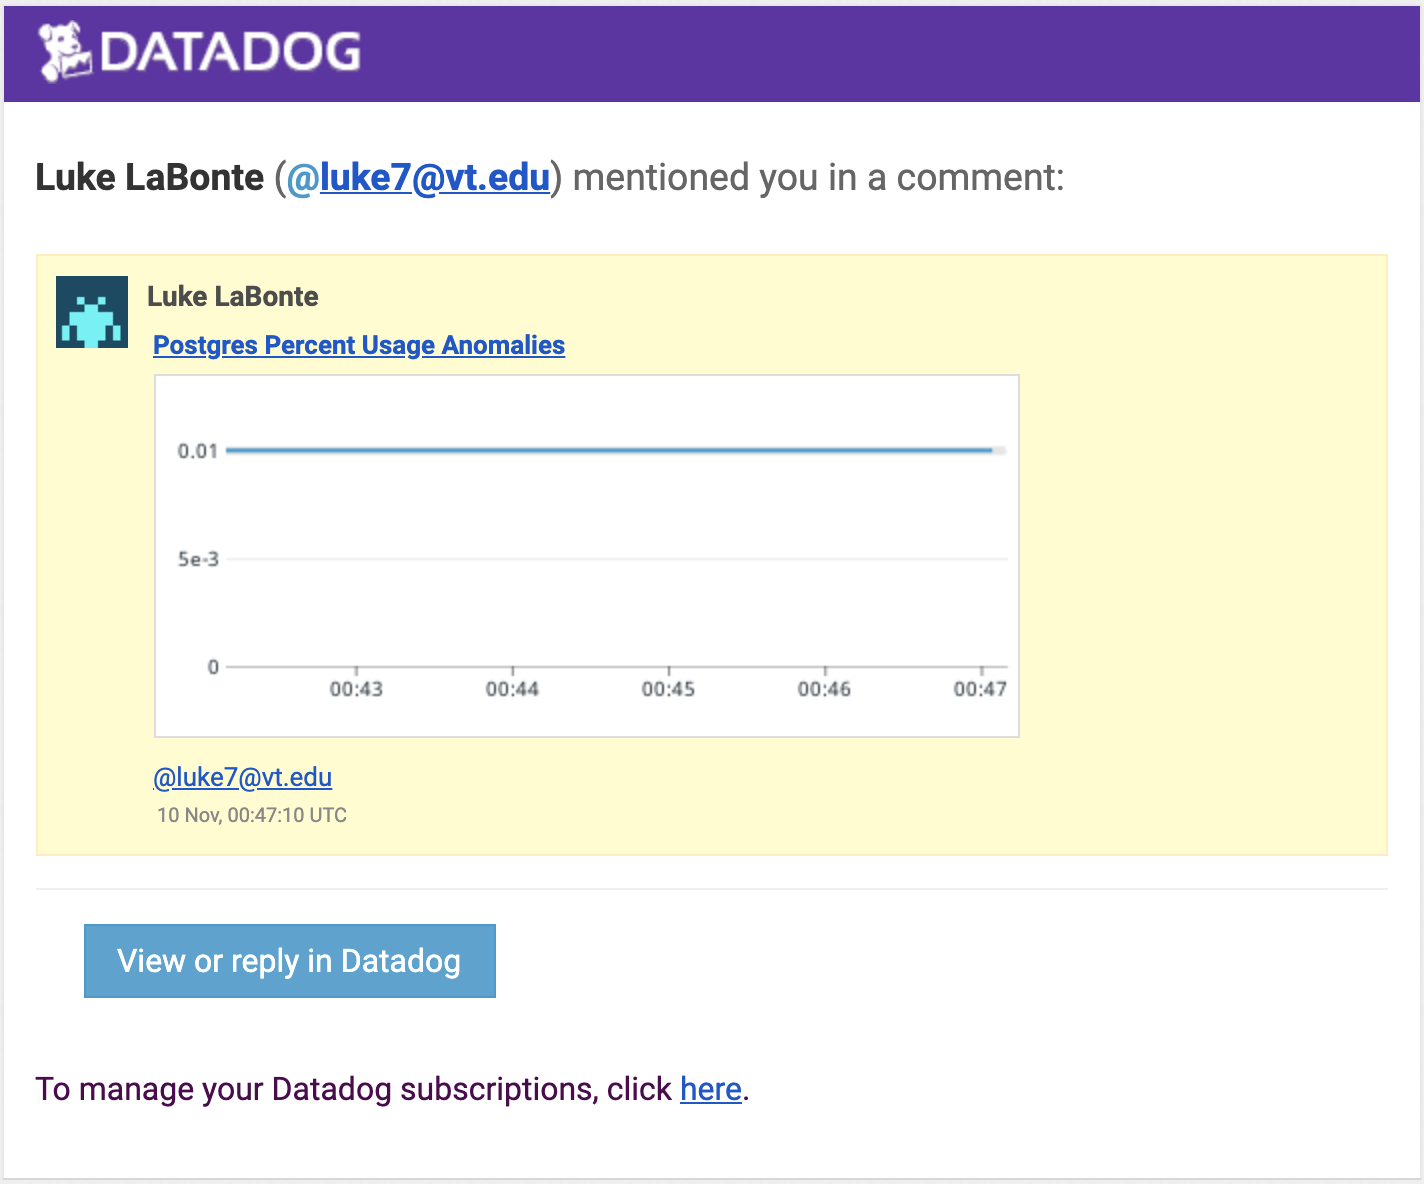 DATADOG
Luke LaBonte (@luke7@vt.edu) mentioned you in a comment:
Luke LaBonte
Postgres Percent Usage Anomalies
0.01
5e-3
0
00:43 00:44 00:45 00:46 00:47
@luke7@vt.edu
10 Nov, 00:47:10 UTC
View or reply in Datadog
To manage your Datadog subscriptions, click here.